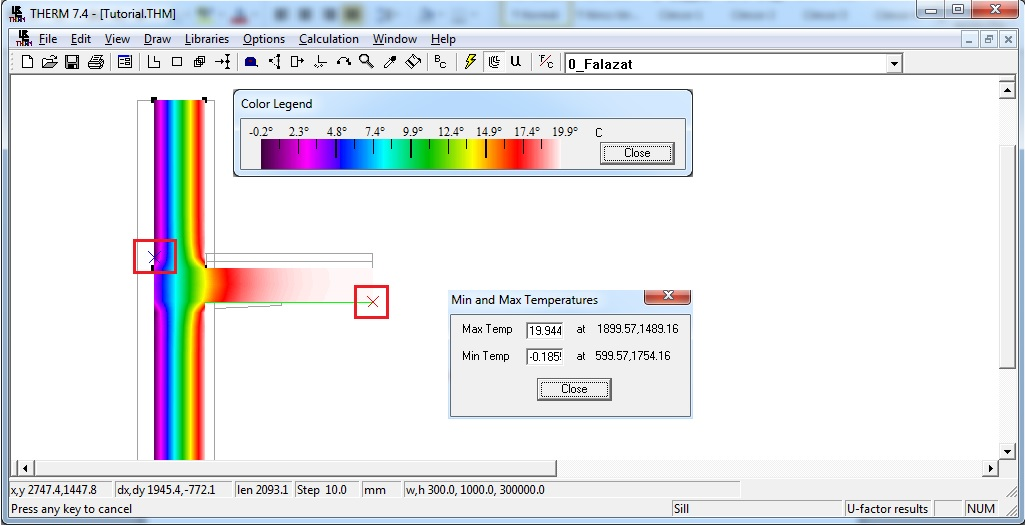 THERM 7.4 - [Tutorial.THM]
File Edit View Draw Libraries Options Calculation Window Help
BC U F/C 0_Falazat
Color Legend
-0.2° 2.3° 4.8° 7.4° 9.9° 12.4° 14.9° 17.4° 19.9° C
Close
Min and Max Temperatures
Max Temp 19.944 at 1899.57,1489.16
Min Temp -0.185 at 599.57,1754.16
Close
x,y 2747.4,1447.8 dx,dy 1945.4,-772.1 len 2093.1 Step 10.0 mm w,h 300.0, 1000.0, 300000.0
Press any key to cancel Sill U-factor results NUM